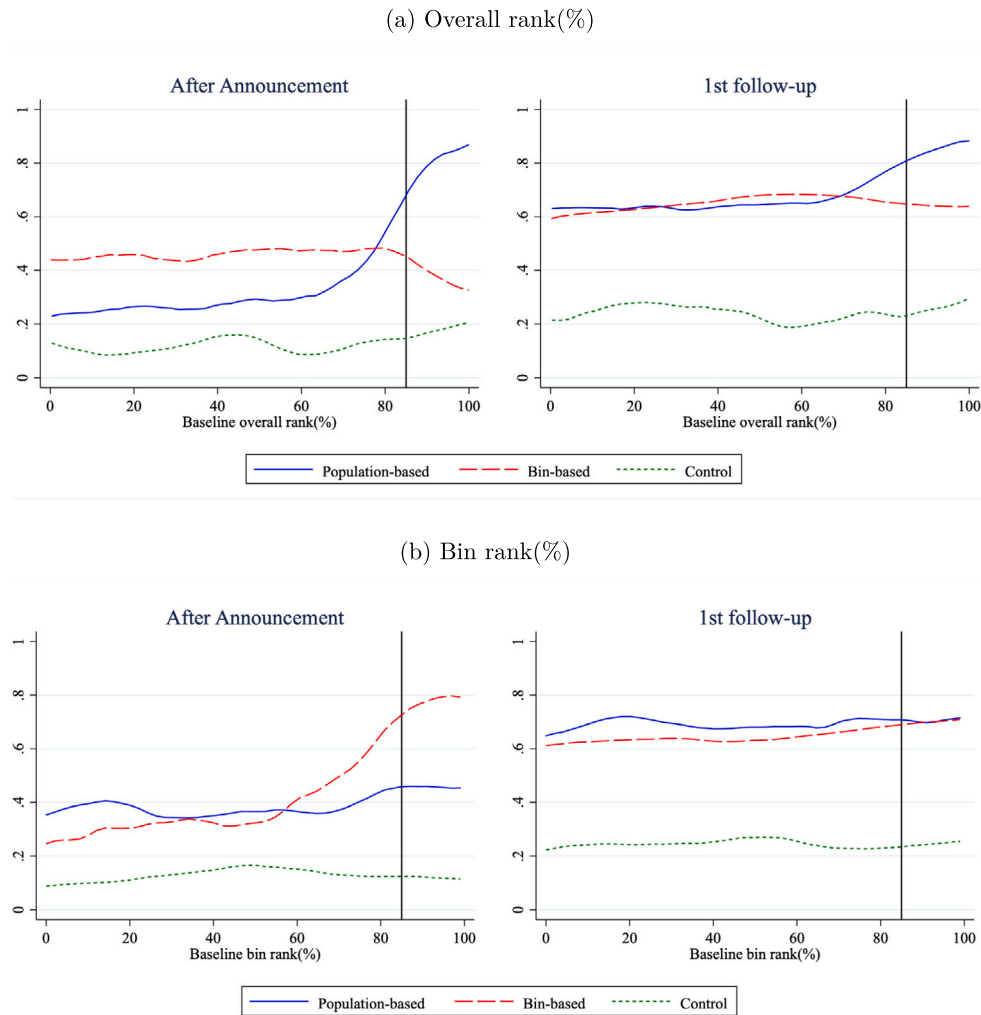 (a) Overall rank(%)
After Announcement
1st follow-up
1
.8
.6
.4
.2
0
0 20 40 60 80 100
Baseline overall rank(%)
1
.8
.6
.4
.2
0
0 20 40 60 80 100
Baseline overall rank(%)
Population-based Bin-based Control
(b) Bin rank(%)
After Announcement
1st follow-up
1
.8
.6
.4
.2
0
0 20 40 60 80 100
Baseline bin rank(%)
1
.8
.6
.4
.2
0
0 20 40 60 80 100
Baseline bin rank(%)
Population-based Bin-based Control